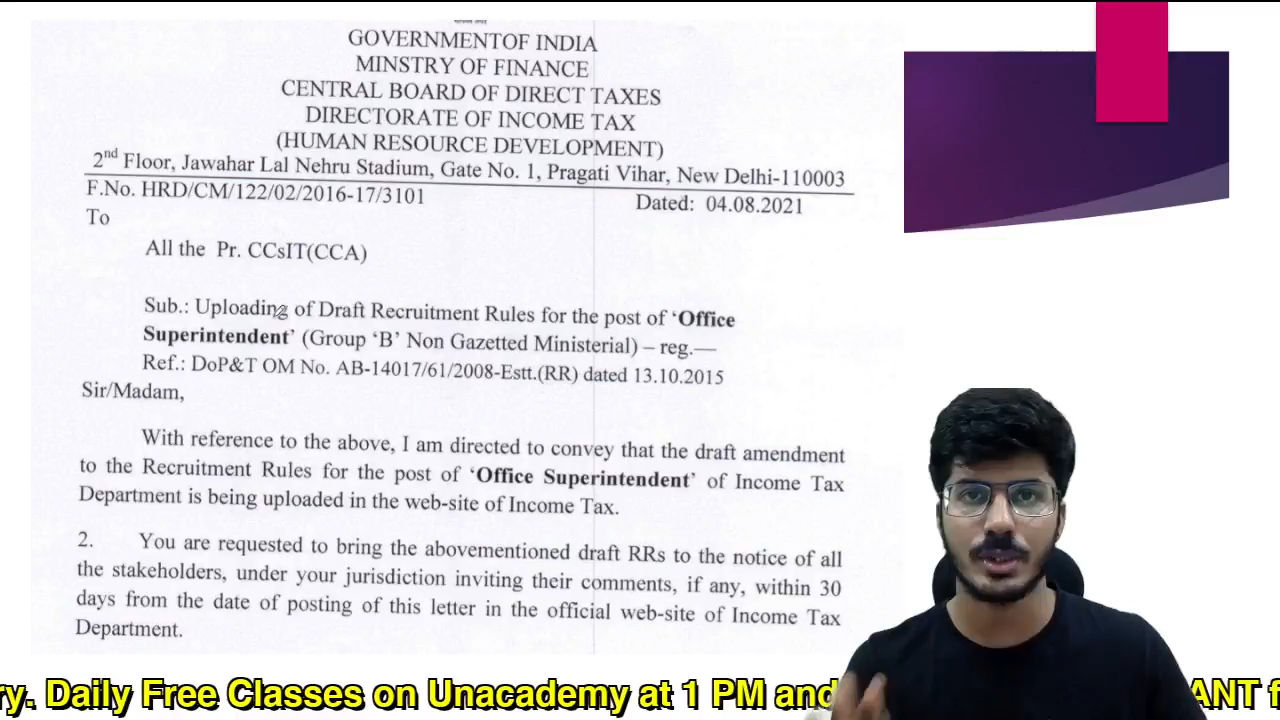 GOVERNMENTOF INDIA
MINSTRY OF FINANCE
CENTRAL BOARD OF DIRECT TAXES
DIRECTORATE OF INCOME TAX
(HUMAN RESOURCE DEVELOPMENT)
2nd Floor, Jawahar Lal Nehru Stadium, Gate No. 1, Pragati Vihar, New Delhi-110003
F.No. HRD/CM/122/02/2016-17/3101 Dated: 04.08.2021
To
All the Pr. CCsIT(CCA)
Sub.: Uploading of Draft Recruitment Rules for the post of ‘Office
Superintendent’ (Group ‘B’ Non Gazetted Ministerial) – reg.—
Ref.: DoP&T OM No. AB-14017/61/2008-Estt.(RR) dated 13.10.2015
Sir/Madam,
With reference to the above, I am directed to convey that the draft amendment
to the Recruitment Rules for the post of ‘Office Superintendent’ of Income Tax
Department is being uploaded in the web-site of Income Tax.
2. You are requested to bring the abovementioned draft RRs to the notice of all
the stakeholders, under your jurisdiction inviting their comments, if any, within 30
days from the date of posting of this letter in the official web-site of Income Tax
Department.
ry. Daily Free Classes on Unacademy at 1 PM and ANT f